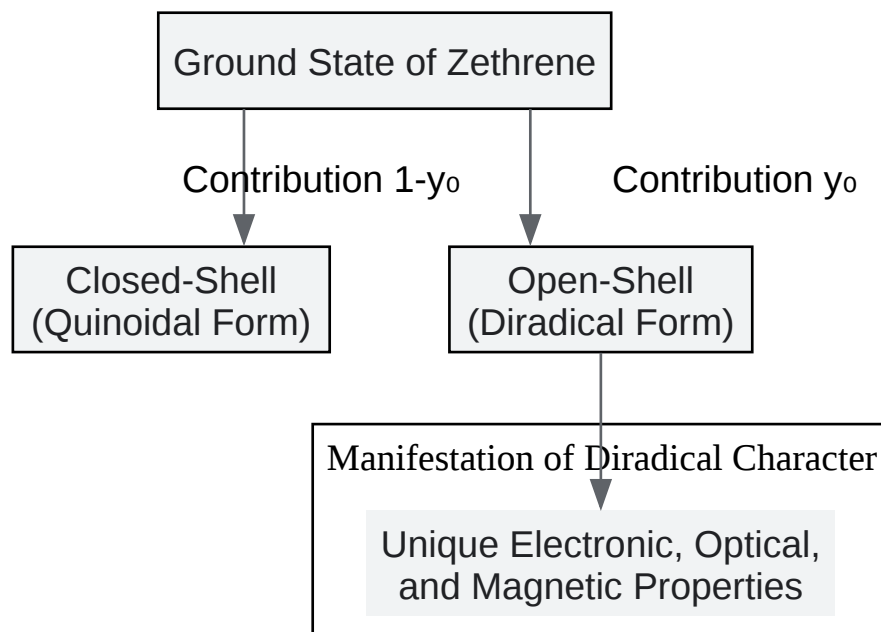 Ground State of Zethrene
Contribution 1-y₀
Contribution y₀
Closed-Shell
(Quinoidal Form)
Open-Shell
(Diradical Form)
Manifestation of Diradical Character
Unique Electronic, Optical,
and Magnetic Properties